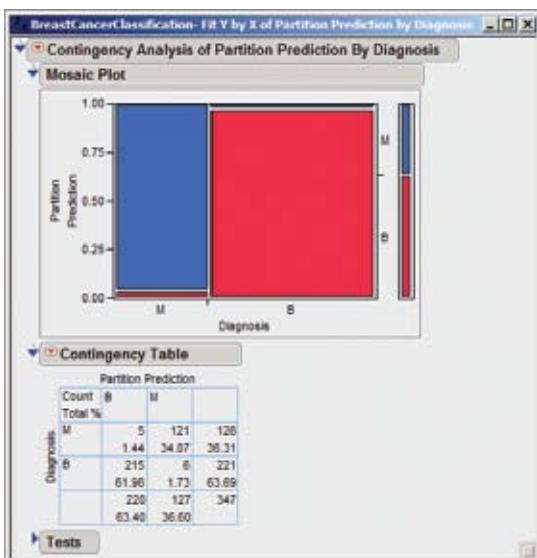 BreastCancerClassification- Fit Y by X of Partition Prediction by Diagnosis
Contingency Analysis of Partition Prediction By Diagnosis
Mosaic Plot
1.00
0.75
0.50
0.25
0.00
Partition
Prediction
M
B
M
B
Diagnosis
Contingency Table
Partition Prediction
Count B M
Total %
Diagnosis
M 5 121 126
1.44 34.87 36.31
B 215 6 221
61.96 1.73 63.69
220 127 347
63.40 36.60
Tests